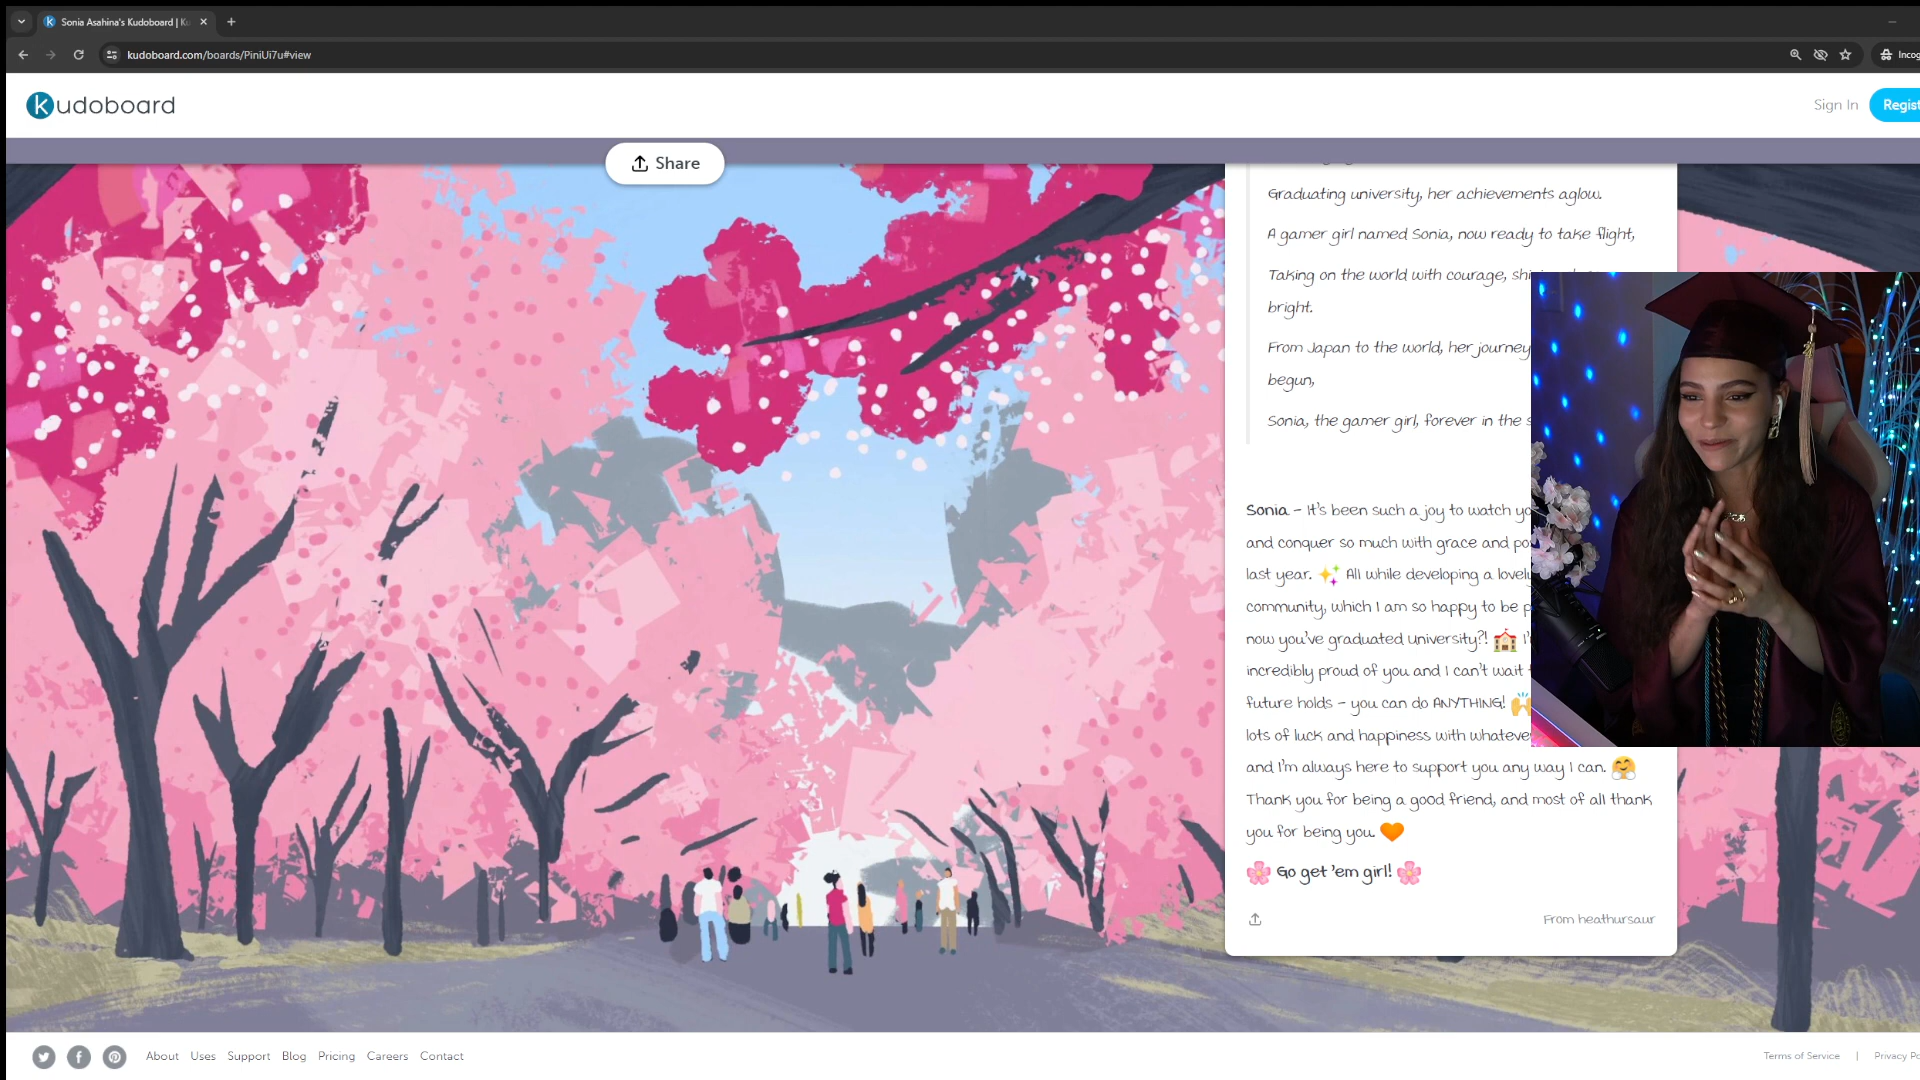 Sonia Asahina's Kudoboard | Ku
kudoboard.com/boards/PiniUi7u#view
Incog
kudoboard
Sign In
Regist
Share
Graduating university, her achievements aglow.
A gamer girl named Sonia, now ready to take flight,
Taking on the world with courage,
bright.
From Japan to the world, her journey
begun,
Sonia, the gamer girl, forever in the s
Sonia - It's been such a joy to watch yo
and conquer so much with grace and po
last year. ✨ All while developing a lovel
community, which I am so happy to be p
now you've graduated university?! 🏫 I'
incredibly proud of you and I can't wait t
future holds - you can do ANYTHING! 🙌
lots of luck and happiness with whateve
and I'm always here to support you any way I can. 🤗
Thank you for being a good friend, and most of all thank
you for being you. 🧡
🌸 Go get 'em girl! 🌸
From heathursaur
About Uses Support Blog Pricing Careers Contact
Terms of Service | Privacy Po